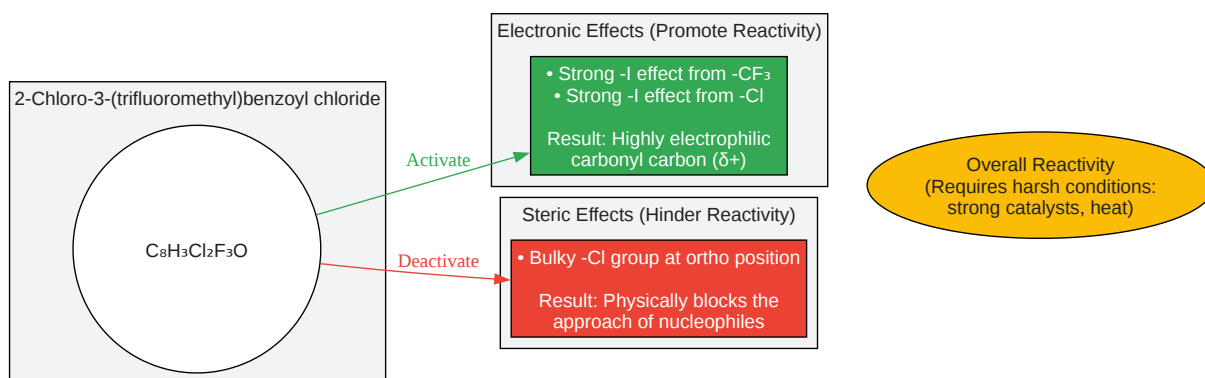 2-Chloro-3-(trifluoromethyl)benzoyl chloride
C₈H₃Cl₂F₃O
Activate
Deactivate
Electronic Effects (Promote Reactivity)
• Strong -I effect from -CF₃
• Strong -I effect from -Cl
Result: Highly electrophilic
carbonyl carbon (δ+)
Steric Effects (Hinder Reactivity)
• Bulky -Cl group at ortho position
Result: Physically blocks the
approach of nucleophiles
Overall Reactivity
(Requires harsh conditions:
strong catalysts, heat)